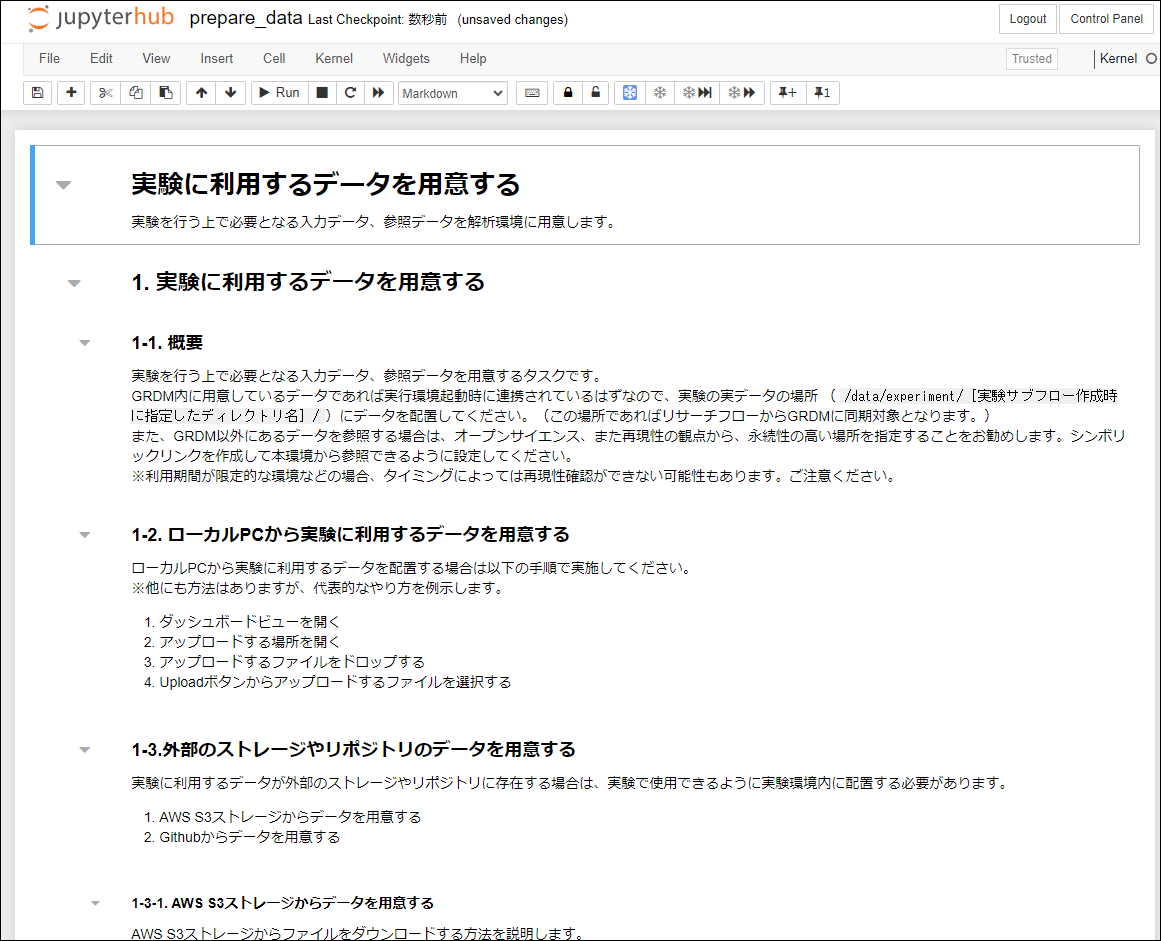 jupyterhub prepare_data Last Checkpoint: 数秒前 (unsaved changes) Logout Control Panel
File Edit View Insert Cell Kernel Widgets Help Trusted Kernel
Run Markdown + 1
実験に利用するデータを用意する
実験を行う上で必要となる入力データ、参照データを解析環境に用意します。
1. 実験に利用するデータを用意する
1-1. 概要
実験を行う上で必要となる入力データ、参照データを用意するタスクです。
GRDM内に用意しているデータであれば実行環境起動時に連携されているはずなので、実験の実データの場所 （ /data/experiment/［実験サブフロー作成時
に指定したディレクトリ名］/ ）にデータを配置してください。（この場所であればリサーチフローからGRDMに同期対象となります。）
また、GRDM以外にあるデータを参照する場合は、オープンサイエンス、また再現性の観点から、永続性の高い場所を指定することをお勧めします。シンボリ
ックリンクを作成して本環境から参照できるように設定してください。
※利用期間が限定的な環境などの場合、タイミングによっては再現性確認ができない可能性もあります。ご注意ください。
1-2. ローカルPCから実験に利用するデータを用意する
ローカルPCから実験に利用するデータを配置する場合は以下の手順で実施してください。
※他にも方法はありますが、代表的なやり方を例示します。
1. ダッシュボードビューを開く
2. アップロードする場所を開く
3. アップロードするファイルをドロップする
4. Uploadボタンからアップロードするファイルを選択する
1-3.外部のストレージやリポジトリのデータを用意する
実験に利用するデータが外部のストレージやリポジトリに存在する場合は、実験で使用できるように実験環境内に配置する必要があります。
1. AWS S3ストレージからデータを用意する
2. Githubからデータを用意する
1-3-1. AWS S3ストレージからデータを用意する
AWS S3ストレージからファイルをダウンロードする方法を説明します。